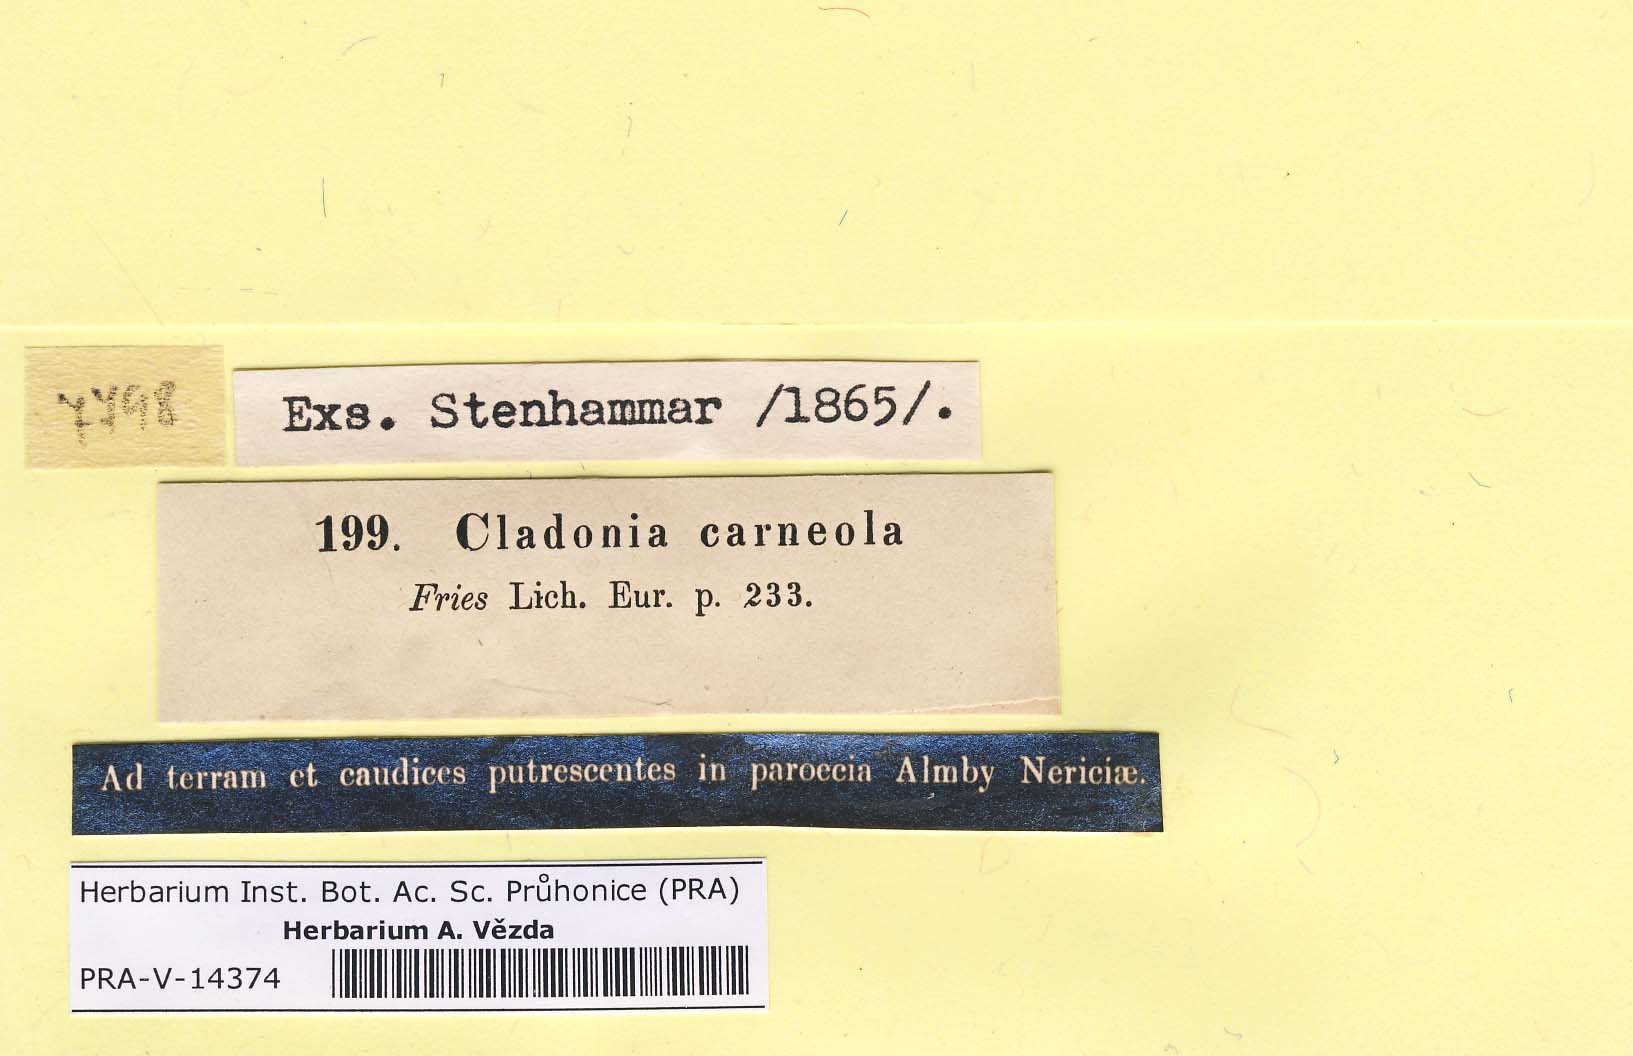 Exs. Stenhammar /1865/.
199. Cladonia carneola
Fries Lich. Eur. p. 233.
Ad terram et caudices putrescentes in paroecia Almby Nericiæ.
Herbarium Inst. Bot. Ac. Sc. Průhonice (PRA)
Herbarium A. Vězda
PRA-V-14374